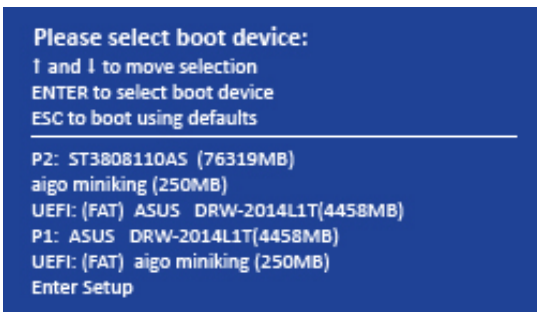 Please select boot device:
↑ and ↓ to move selection
ENTER to select boot device
ESC to boot using defaults
P2: ST3808110AS (76319MB)
aigo miniking (250MB)
UEFI: (FAT) ASUS DRW-2014L1T(4458MB)
P1: ASUS DRW-2014L1T(4458MB)
UEFI: (FAT) aigo miniking (250MB)
Enter Setup